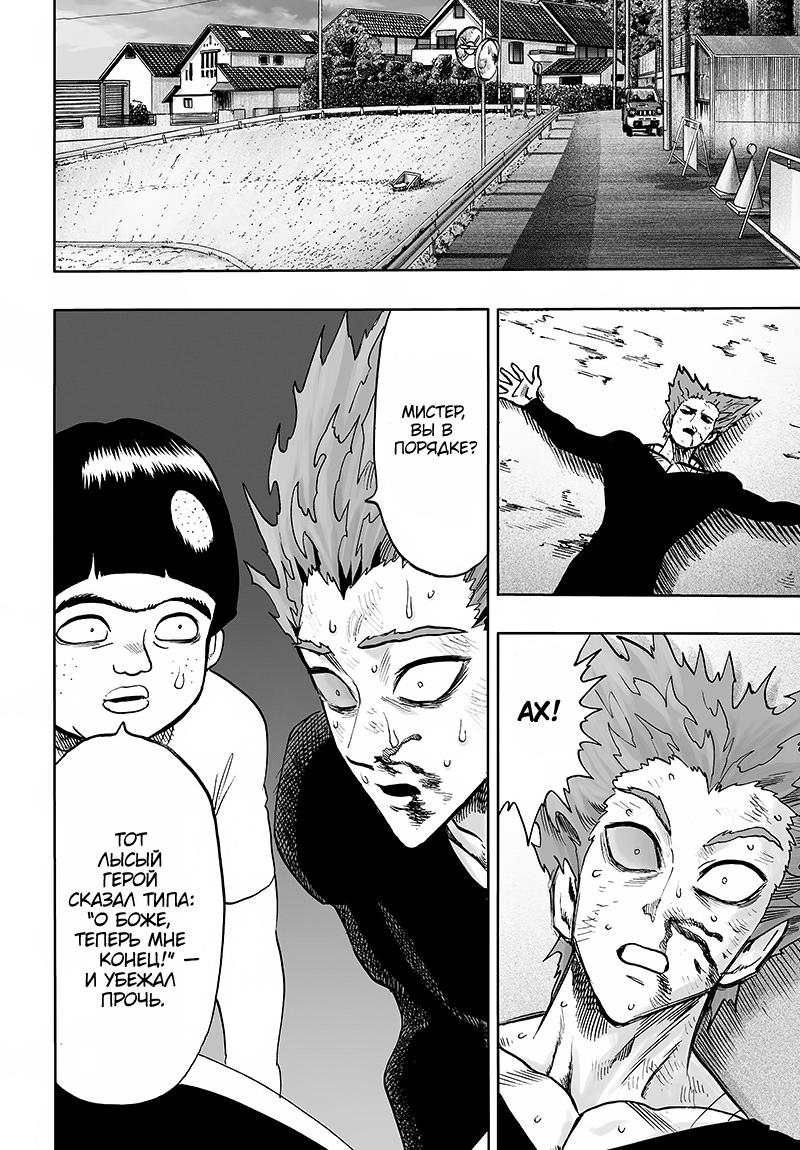 АХ!
МИСТЕР,
ВЫ В
ПОРЯДКЕ?
ТОТ
ЛЫСЫЙ
ГЕРОЙ
СКАЗАЛ ТИПА:
"О БОЖЕ,
ТЕПЕРЬ МНЕ
КОНЕЦ!" —
И УБЕЖАЛ
ПРОЧЬ.